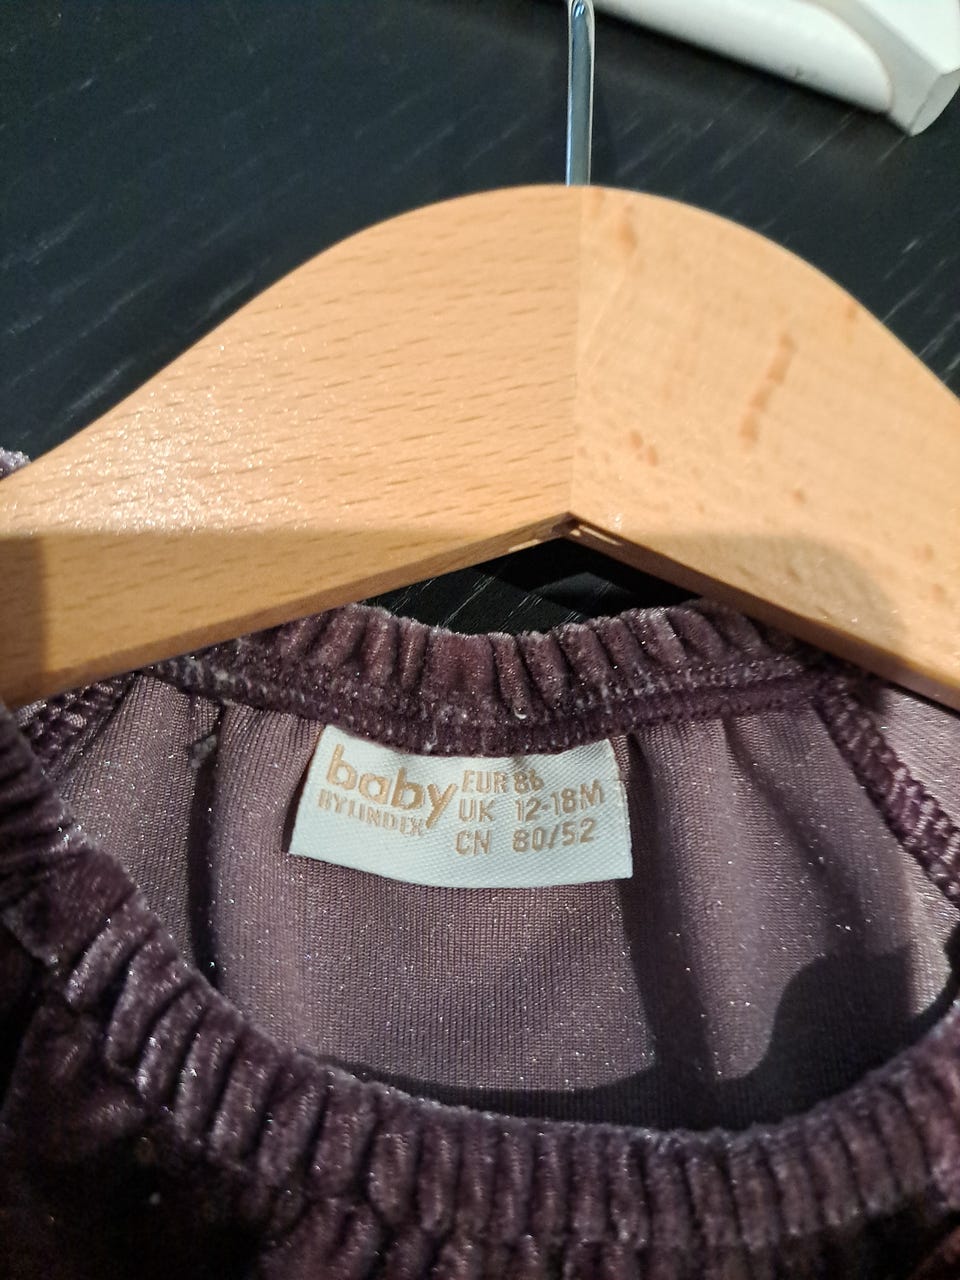 baby
BY LINDEX
EUR 86
UK 12-18M
CN 80/52